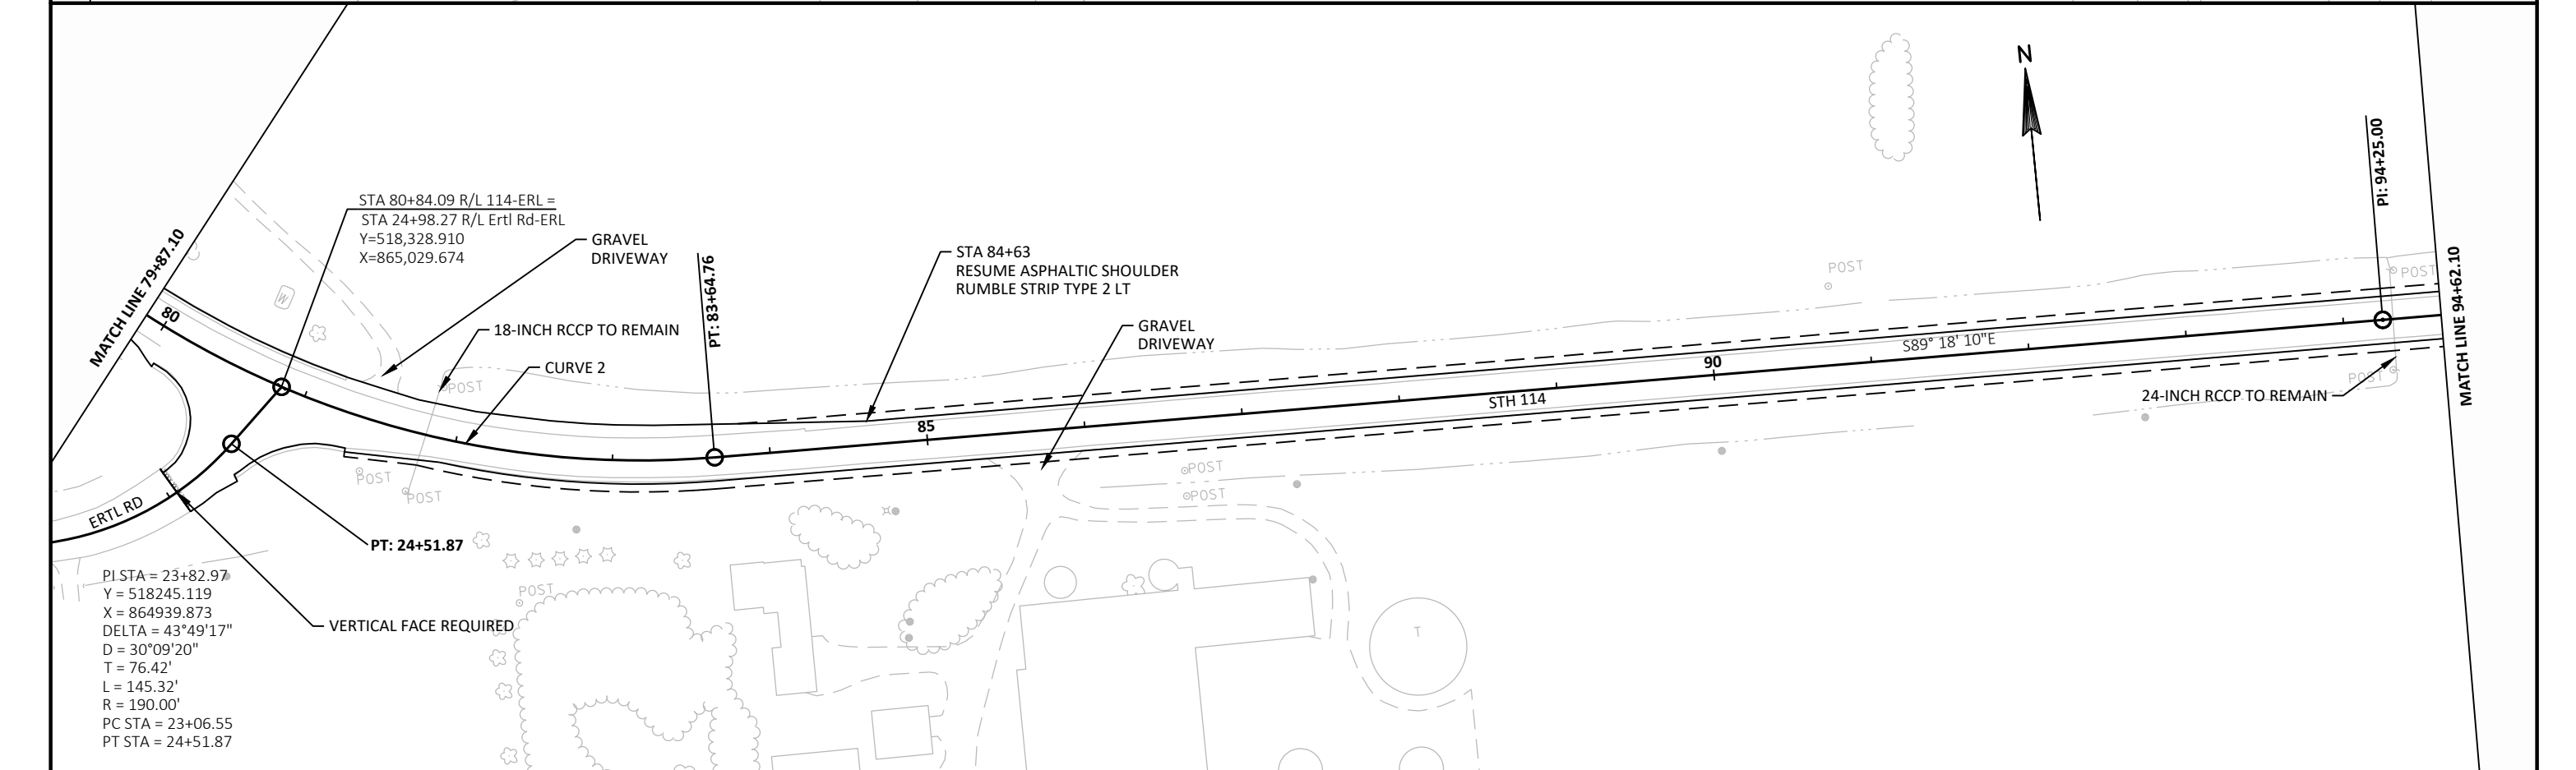 N
PI: 94+25.00
STA 80+84.09 R/L 114-ERL =
STA 24+98.27 R/L Ertl Rd-ERL
Y=518,328.910
X=865,029.674
GRAVEL
DRIVEWAY
MATCH LINE 79+87.10
80
W
PT: 83+64.76
STA 84+63
RESUME ASPHALTIC SHOULDER
RUMBLE STRIP TYPE 2 LT
POST
POST
MATCH LINE 94+62.10
18-INCH RCCP TO REMAIN
GRAVEL
DRIVEWAY
CURVE 2
POST
S89° 18' 10"E
90
STH 114
POST
24-INCH RCCP TO REMAIN
85
POST
POST
POST
POST
ERTL RD
PT: 24+51.87
PI STA = 23+82.97
Y = 518245.119
X = 864939.873
DELTA = 43°49'17"
D = 30°09'20"
T = 76.42'
L = 145.32'
R = 190.00'
PC STA = 23+06.55
PT STA = 24+51.87
POST
VERTICAL FACE REQUIRED
T